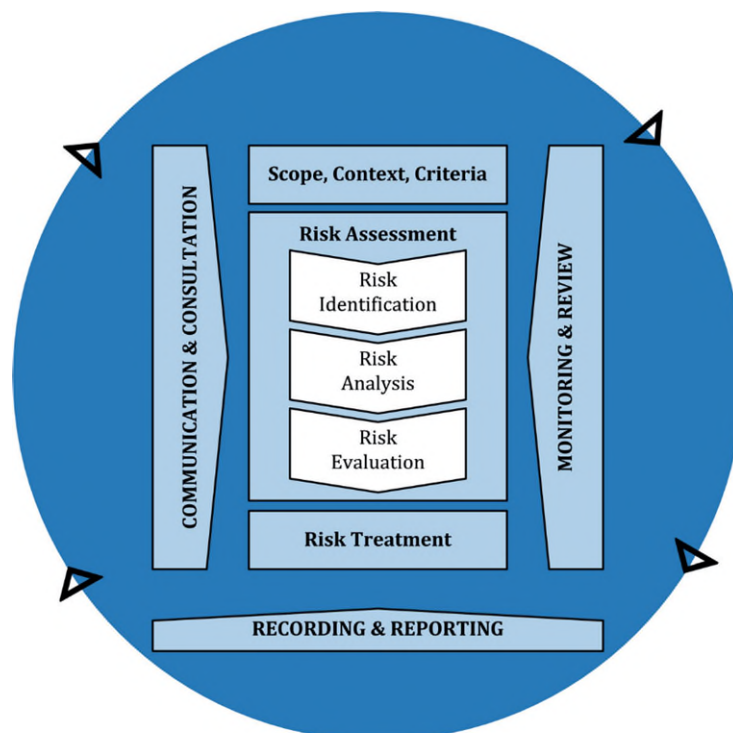 Scope, Context, Criteria
Risk Assessment
Risk
Identification
Risk
Analysis
Risk
Evaluation
Risk Treatment
COMMUNICATION & CONSULTATION
MONITORING & REVIEW
RECORDING & REPORTING